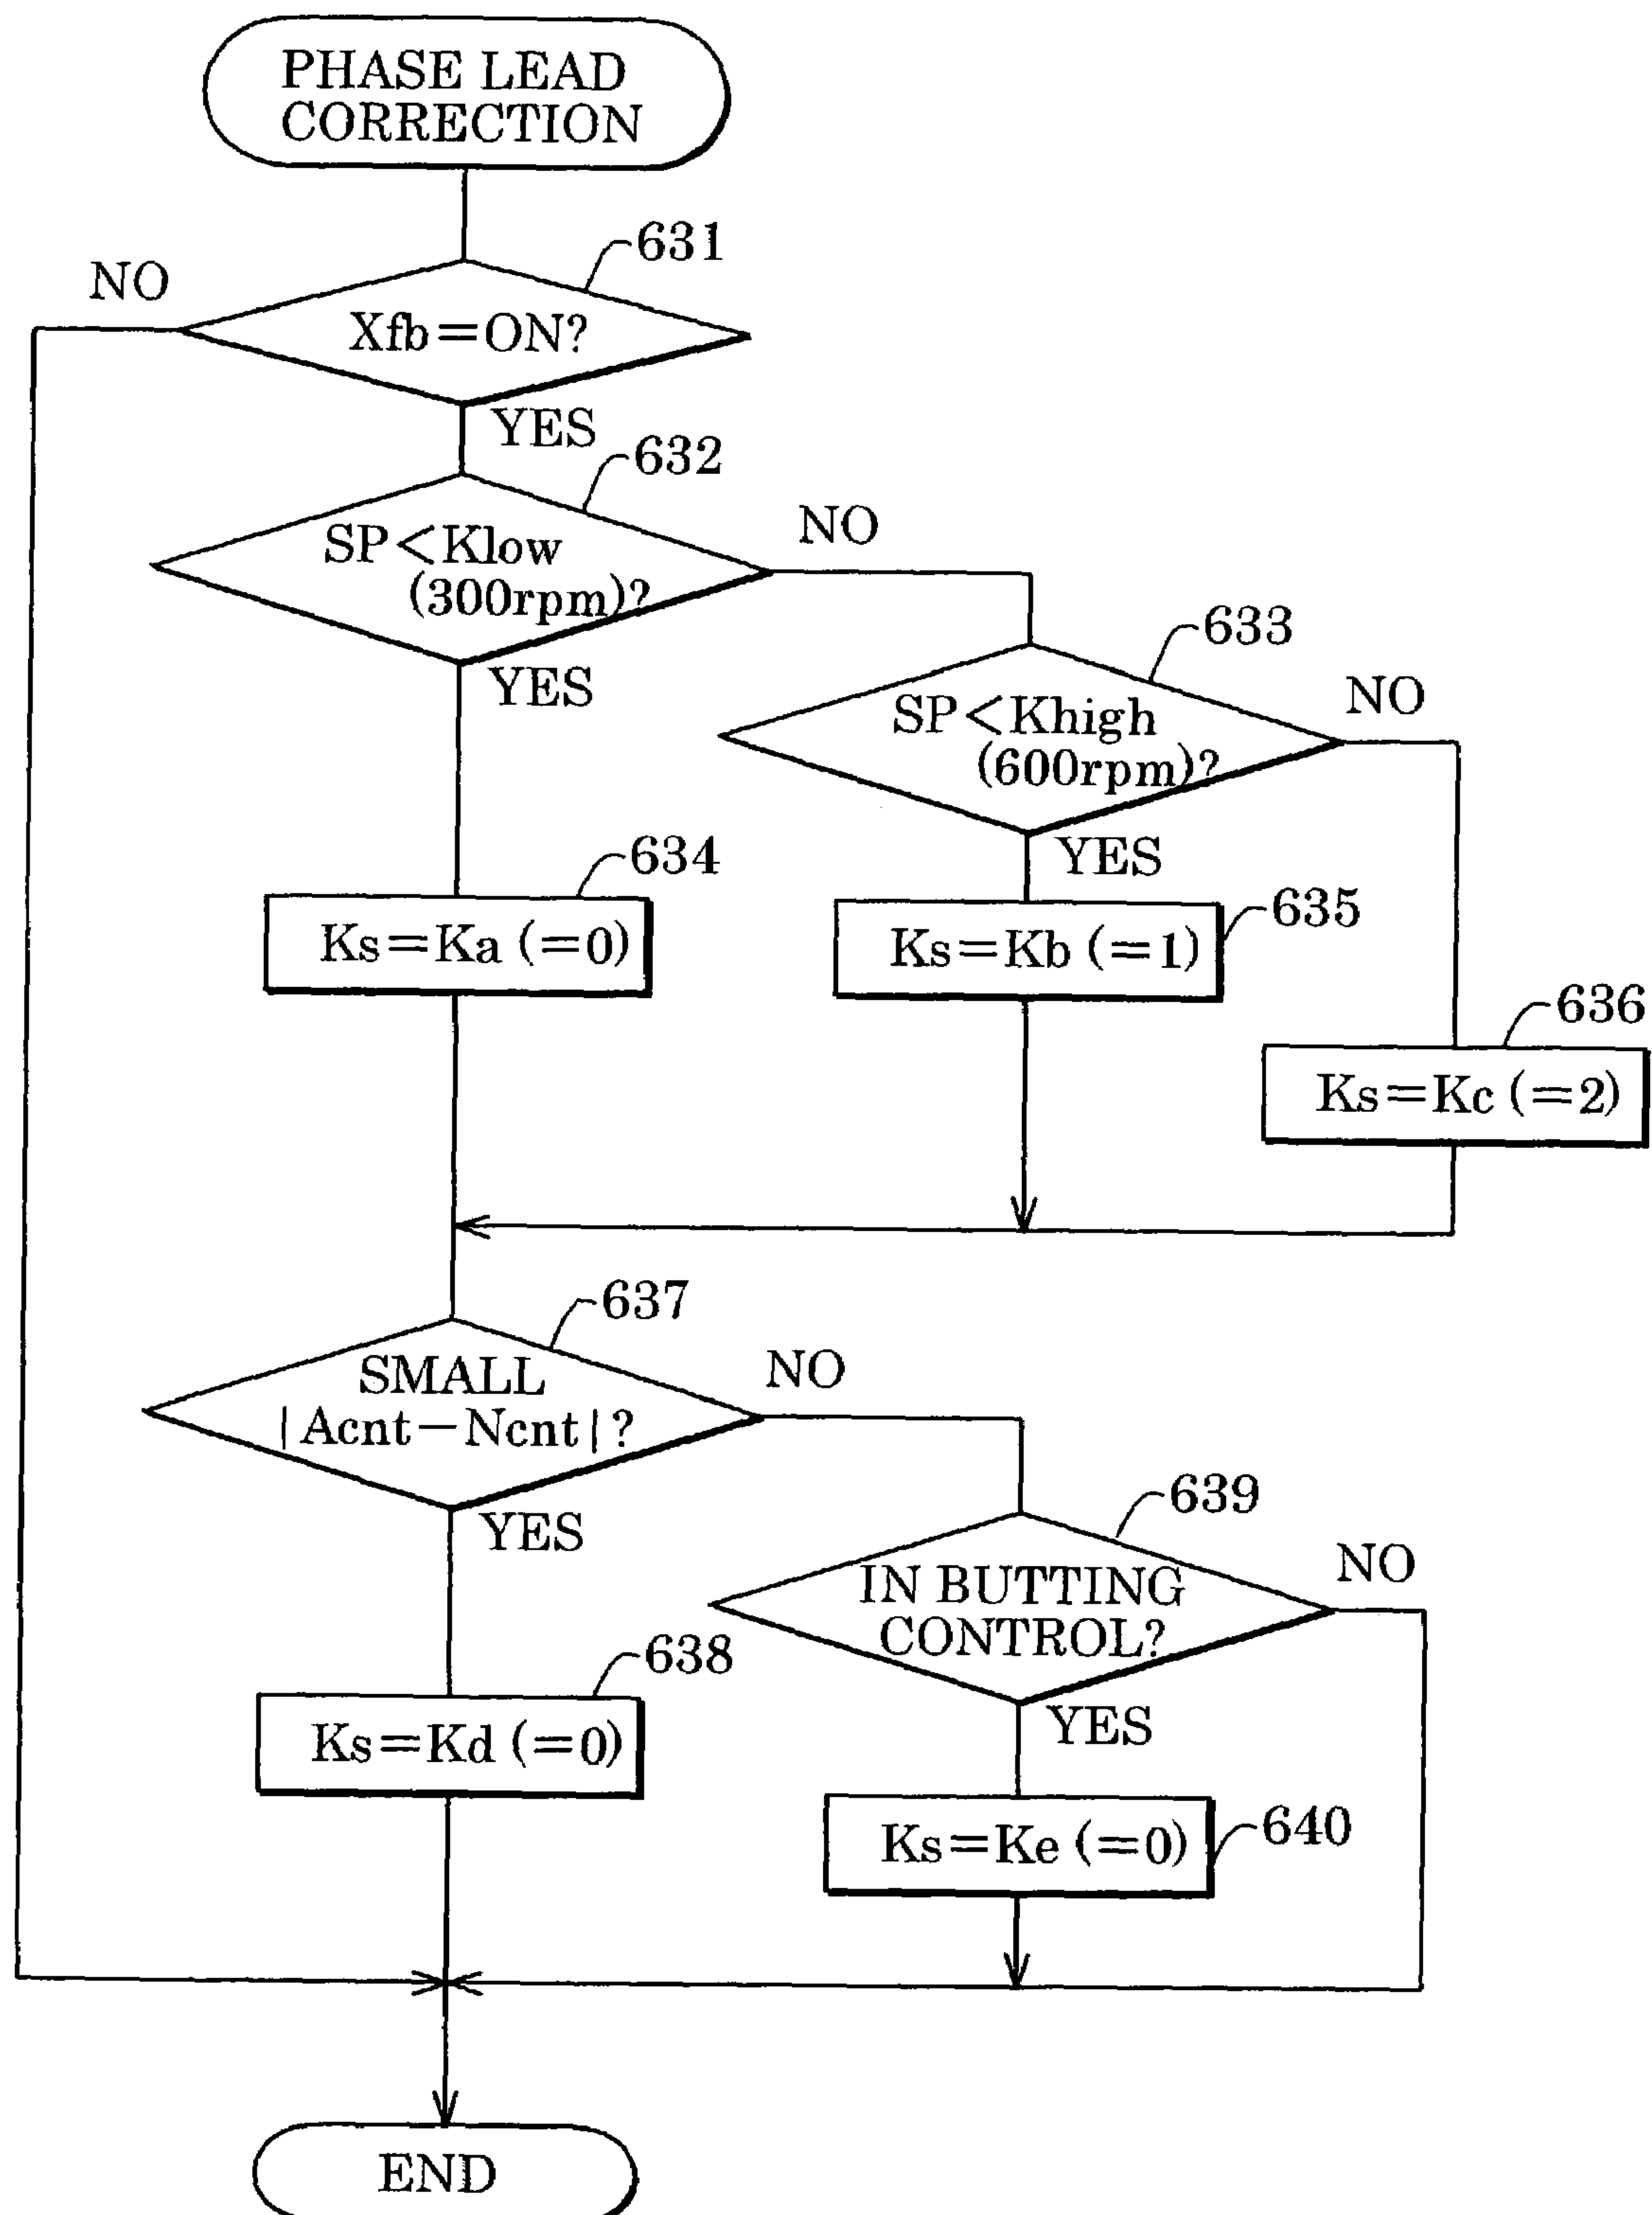 PHASE LEAD
CORRECTION
631
NO
Xfb=ON?
YES
632
SP<Klow
(300rpm)?
NO
YES
633
SP<Khigh
(600rpm)?
NO
YES
634
Ks=Ka (=0)
635
Ks=Kb (=1)
636
Ks=Kc (=2)
637
SMALL
|Acnt−Ncnt|?
NO
YES
639
IN BUTTING
CONTROL?
NO
YES
638
Ks=Kd (=0)
640
Ks=Ke (=0)
END